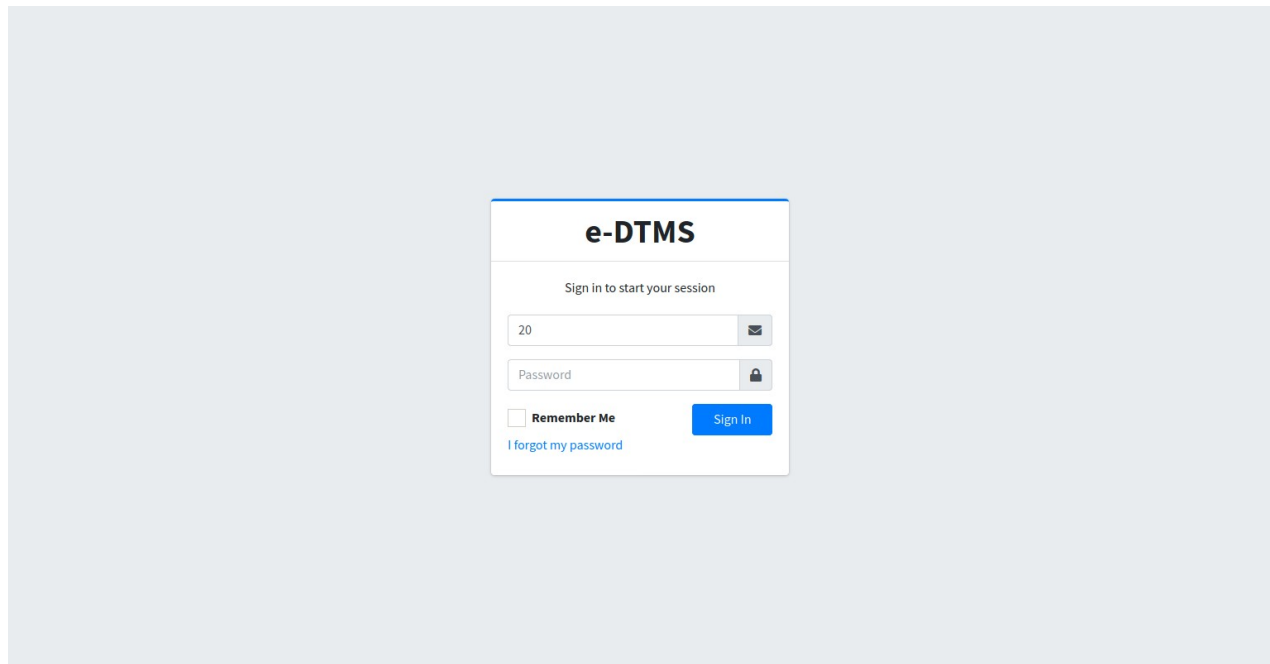 e-DTMS
Sign in to start your session
20
Password
Remember Me
Sign In
I forgot my password